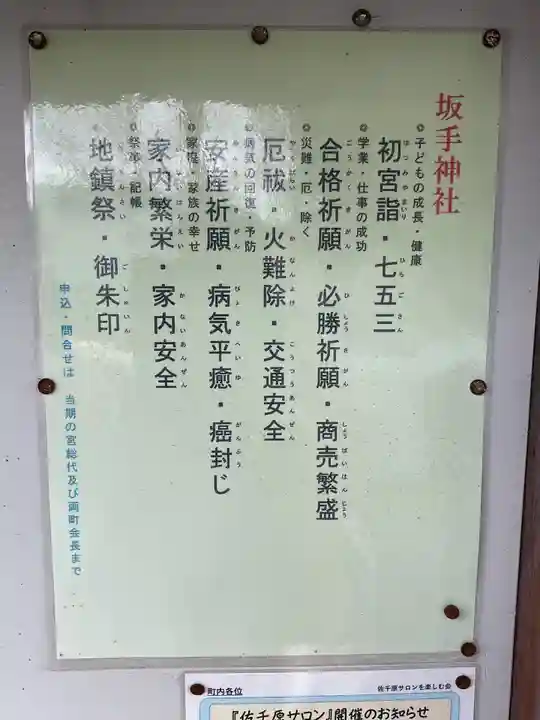 坂手神社
◎子どもの成長・健康
初宮詣・七五三
◎学業・仕事の成功
合格祈願・必勝祈願・商売繁盛
◎災難・厄・除く
厄祓・火難除・交通安全
◎病気の回復・予防
安産祈願・病気平癒・癌封じ
◎家庭・家族の幸せ
家内繁栄・家内安全
・記帳
地鎮祭・御朱印
申込・問合せは 当期の宮総代及び両町会長まで…
町内各位
佐千原サロンを楽しむ会
『佐千原サロン』開催のお知らせ